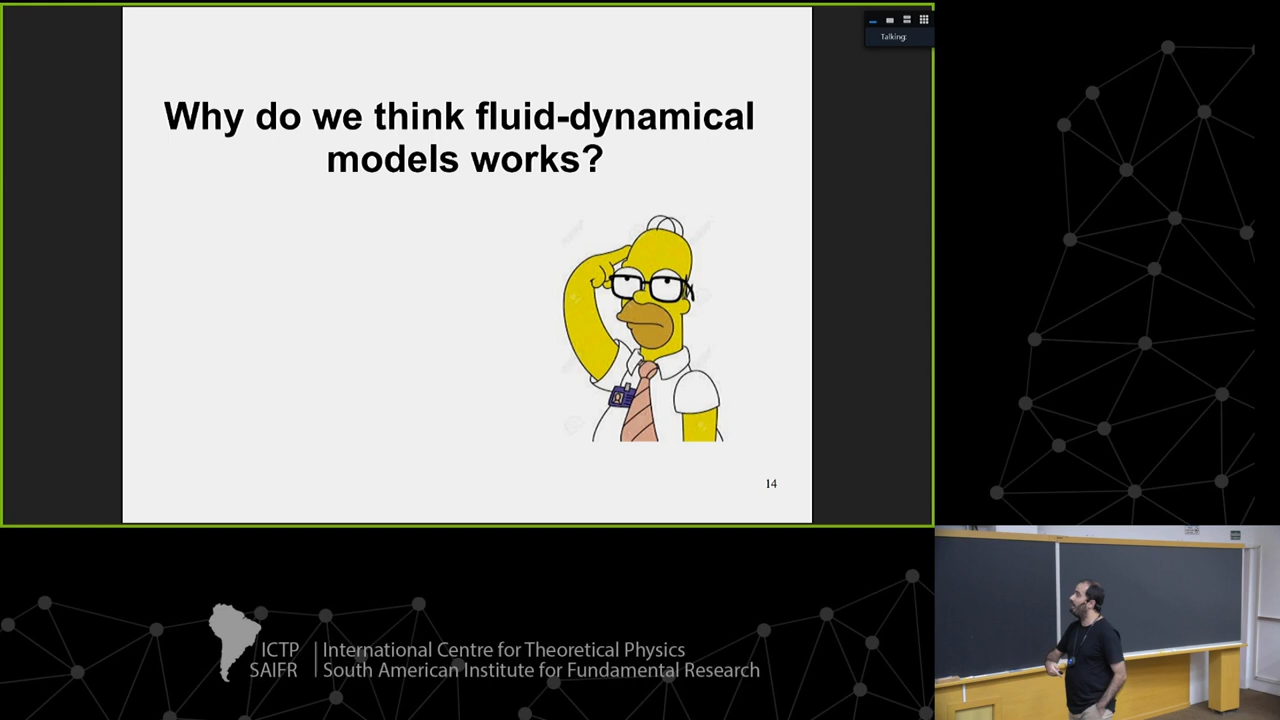 Talking:
Why do we think fluid-dynamical
models works?
14
ICTP
SAIFR
International Centre for Theoretical Physics
South American Institute for Fundamental Research